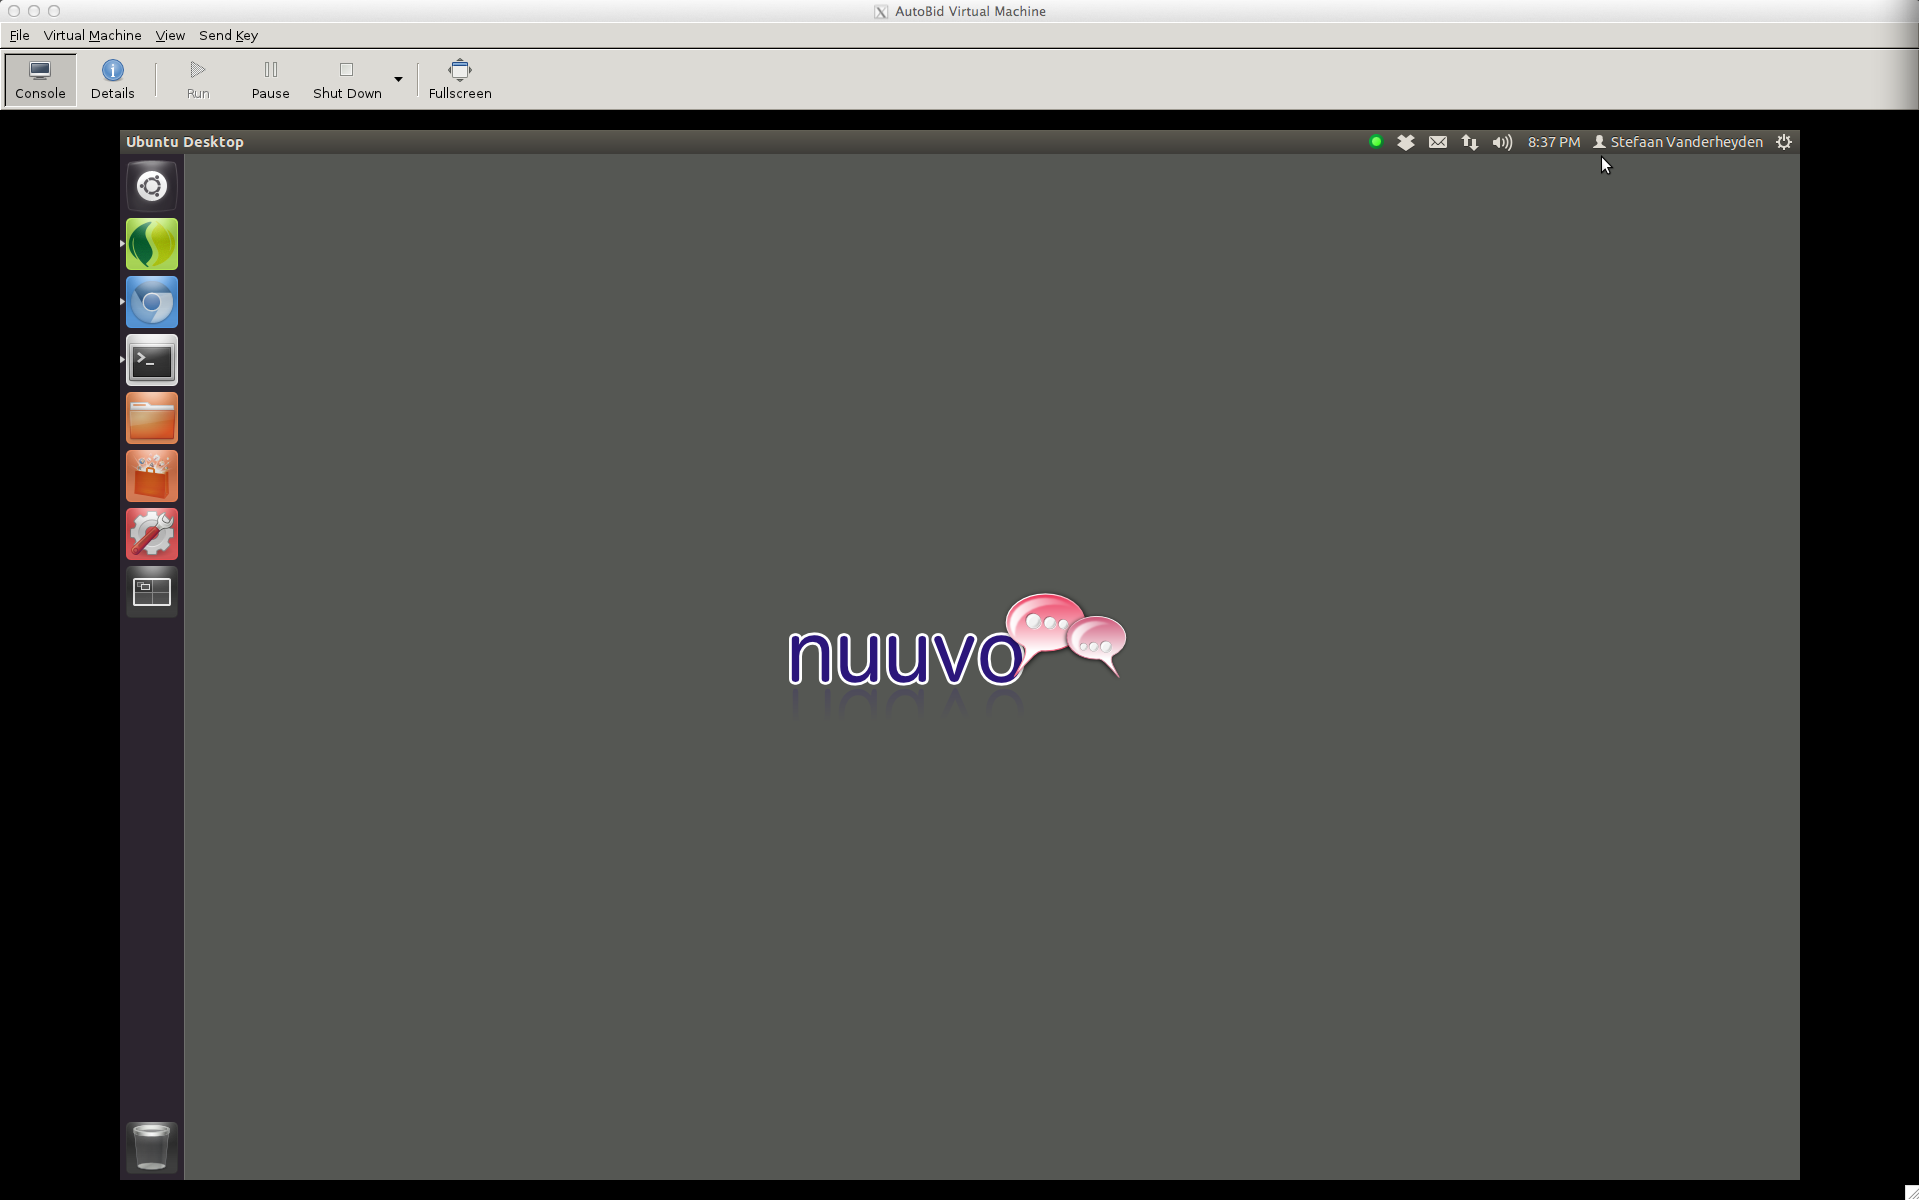 AutoBid Virtual Machine
File Virtual Machine View Send Key
Console Details Run Pause Shut Down Fullscreen
Ubuntu Desktop 8:37 PM Stefaan Vanderheyden
>_
nuuvo